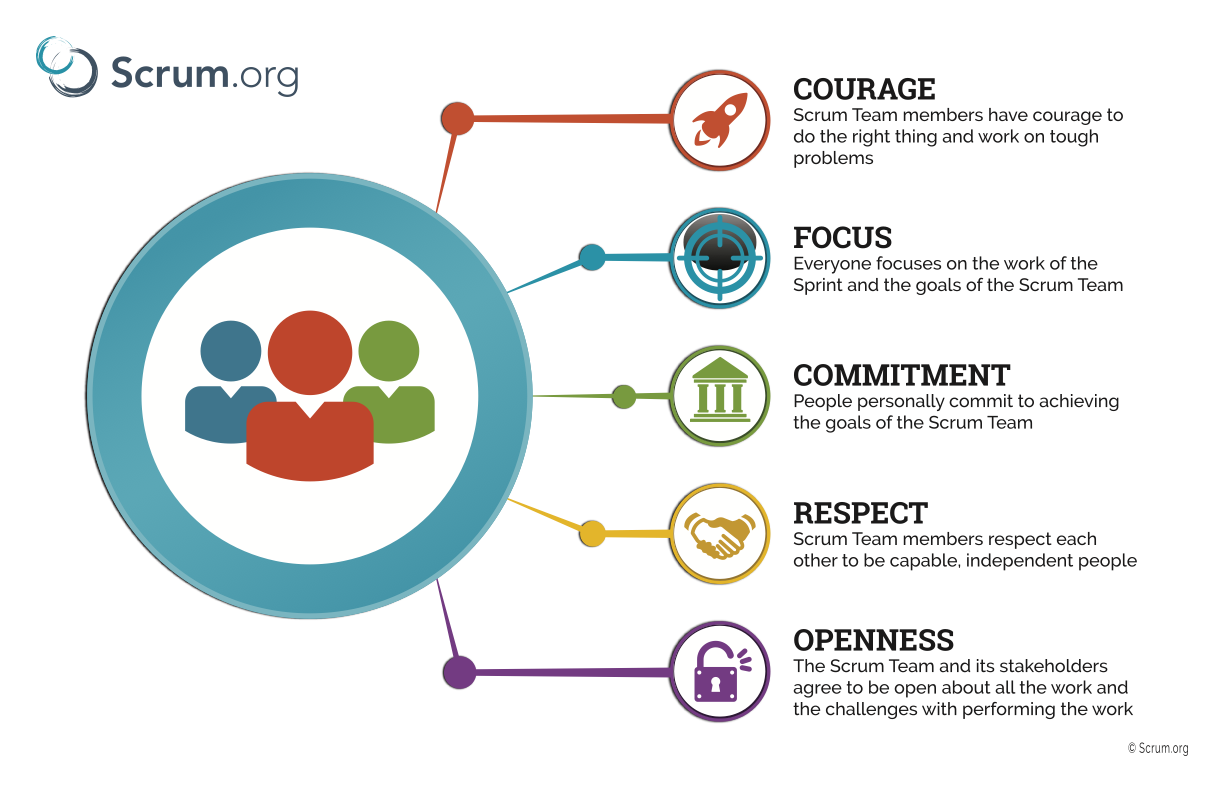 Scrum.org
COURAGE
Scrum Team members have courage to
do the right thing and work on tough
problems
FOCUS
Everyone focuses on the work of the
Sprint and the goals of the Scrum Team
COMMITMENT
People personally commit to achieving
the goals of the Scrum Team
RESPECT
Scrum Team members respect each
other to be capable, independent people
OPENNESS
The Scrum Team and its stakeholders
agree to be open about all the work and
the challenges with performing the work
© Scrum.org